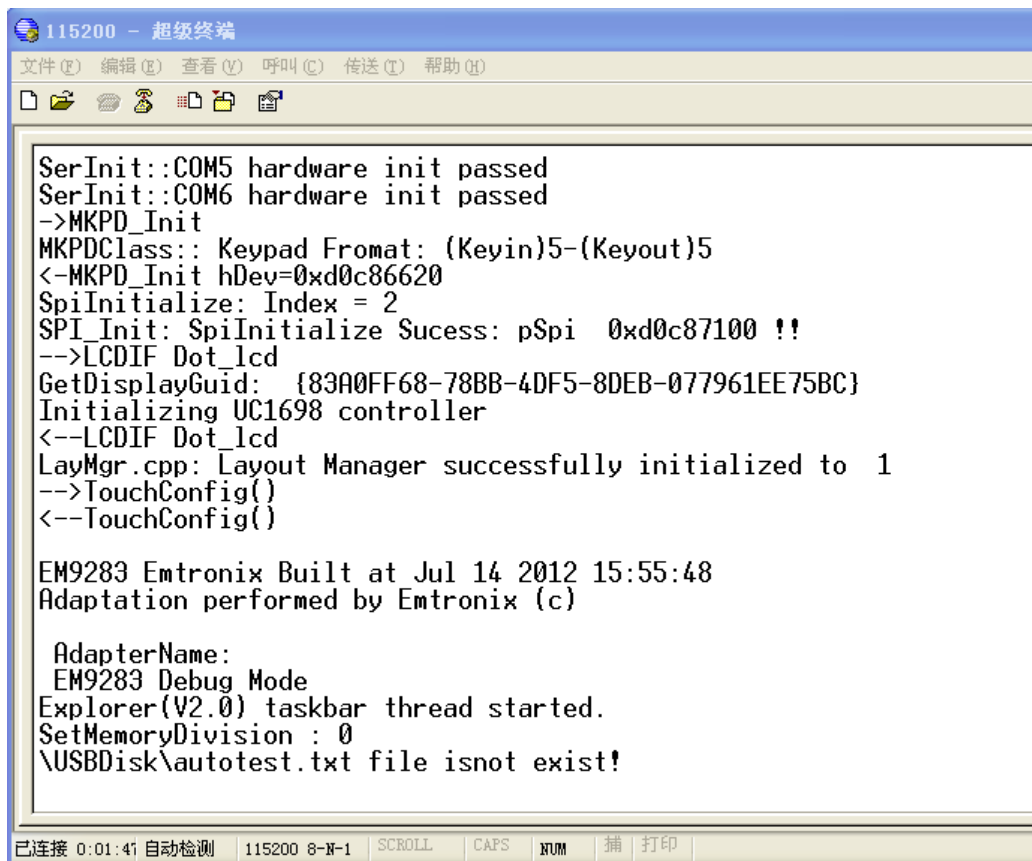 115200 - 超级终端
文件(F) 编辑(E) 查看(V) 呼叫(C) 传送(T) 帮助(H)
SerInit::COM5 hardware init passed
SerInit::COM6 hardware init passed
->MKPD_Init
MKPDClass:: Keypad Fromat: (Keyin)5-(Keyout)5
<-MKPD_Init hDev=0xd0c86620
SpiInitialize: Index = 2
SPI_Init: SpiInitialize Sucess: pSpi  0xd0c87100 !!
-->LCDIF Dot_lcd
GetDisplayGuid:  {83A0FF68-78BB-4DF5-8DEB-077961EE75BC}
Initializing UC1698 controller
<--LCDIF Dot_lcd
LayMgr.cpp: Layout Manager successfully initialized to  1
-->TouchConfig()
<--TouchConfig()
EM9283 Emtronix Built at Jul 14 2012 15:55:48
Adaptation performed by Emtronix (c)
AdapterName:
EM9283 Debug Mode
Explorer(V2.0) taskbar thread started.
SetMemoryDivision : 0
\USBDisk\autotest.txt file isnot exist!
已连接 0:01:47 自动检测 115200 8-N-1 SCROLL CAPS NUM 捕 打印